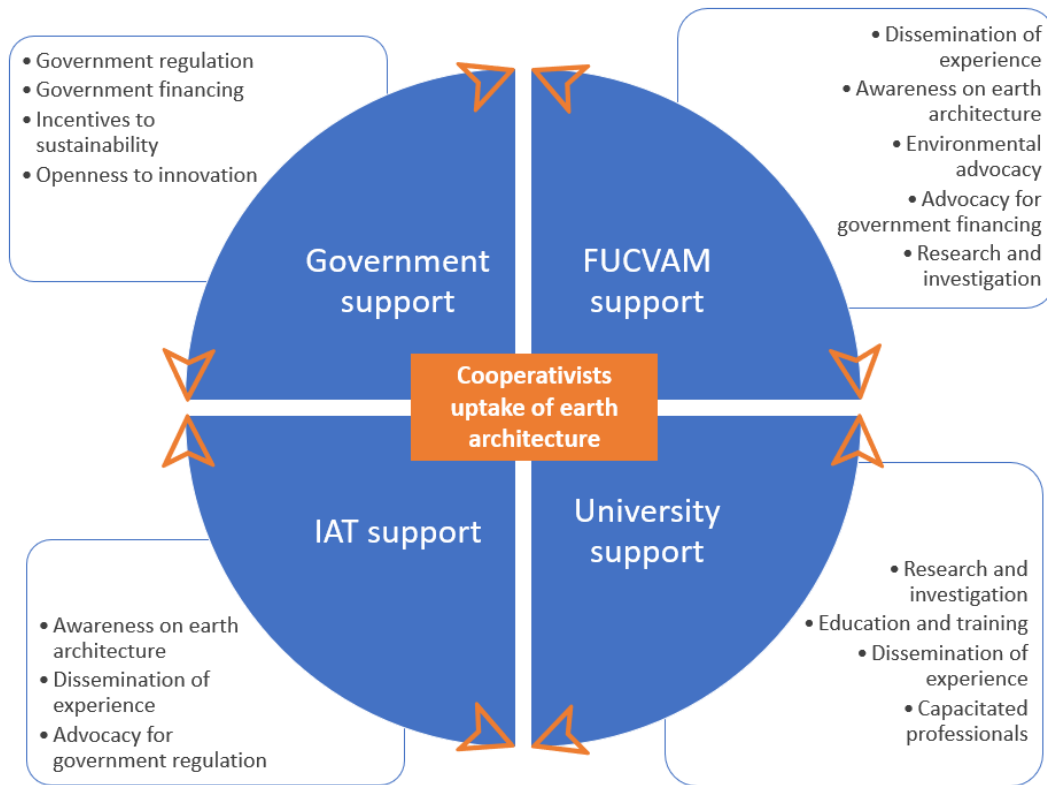 • Government regulation
• Government financing
• Incentives to
sustainability
• Openness to innovation
• Dissemination of
experience
• Awareness on earth
architecture
• Environmental
advocacy
• Advocacy for
government financing
• Research and
investigation
Government
support
FUCVAM
support
Cooperativists
uptake of earth
architecture
IAT support
University
support
• Awareness on earth
architecture
• Dissemination of
experience
• Advocacy for
government regulation
• Research and
investigation
• Education and training
• Dissemination of
experience
• Capacitated
professionals